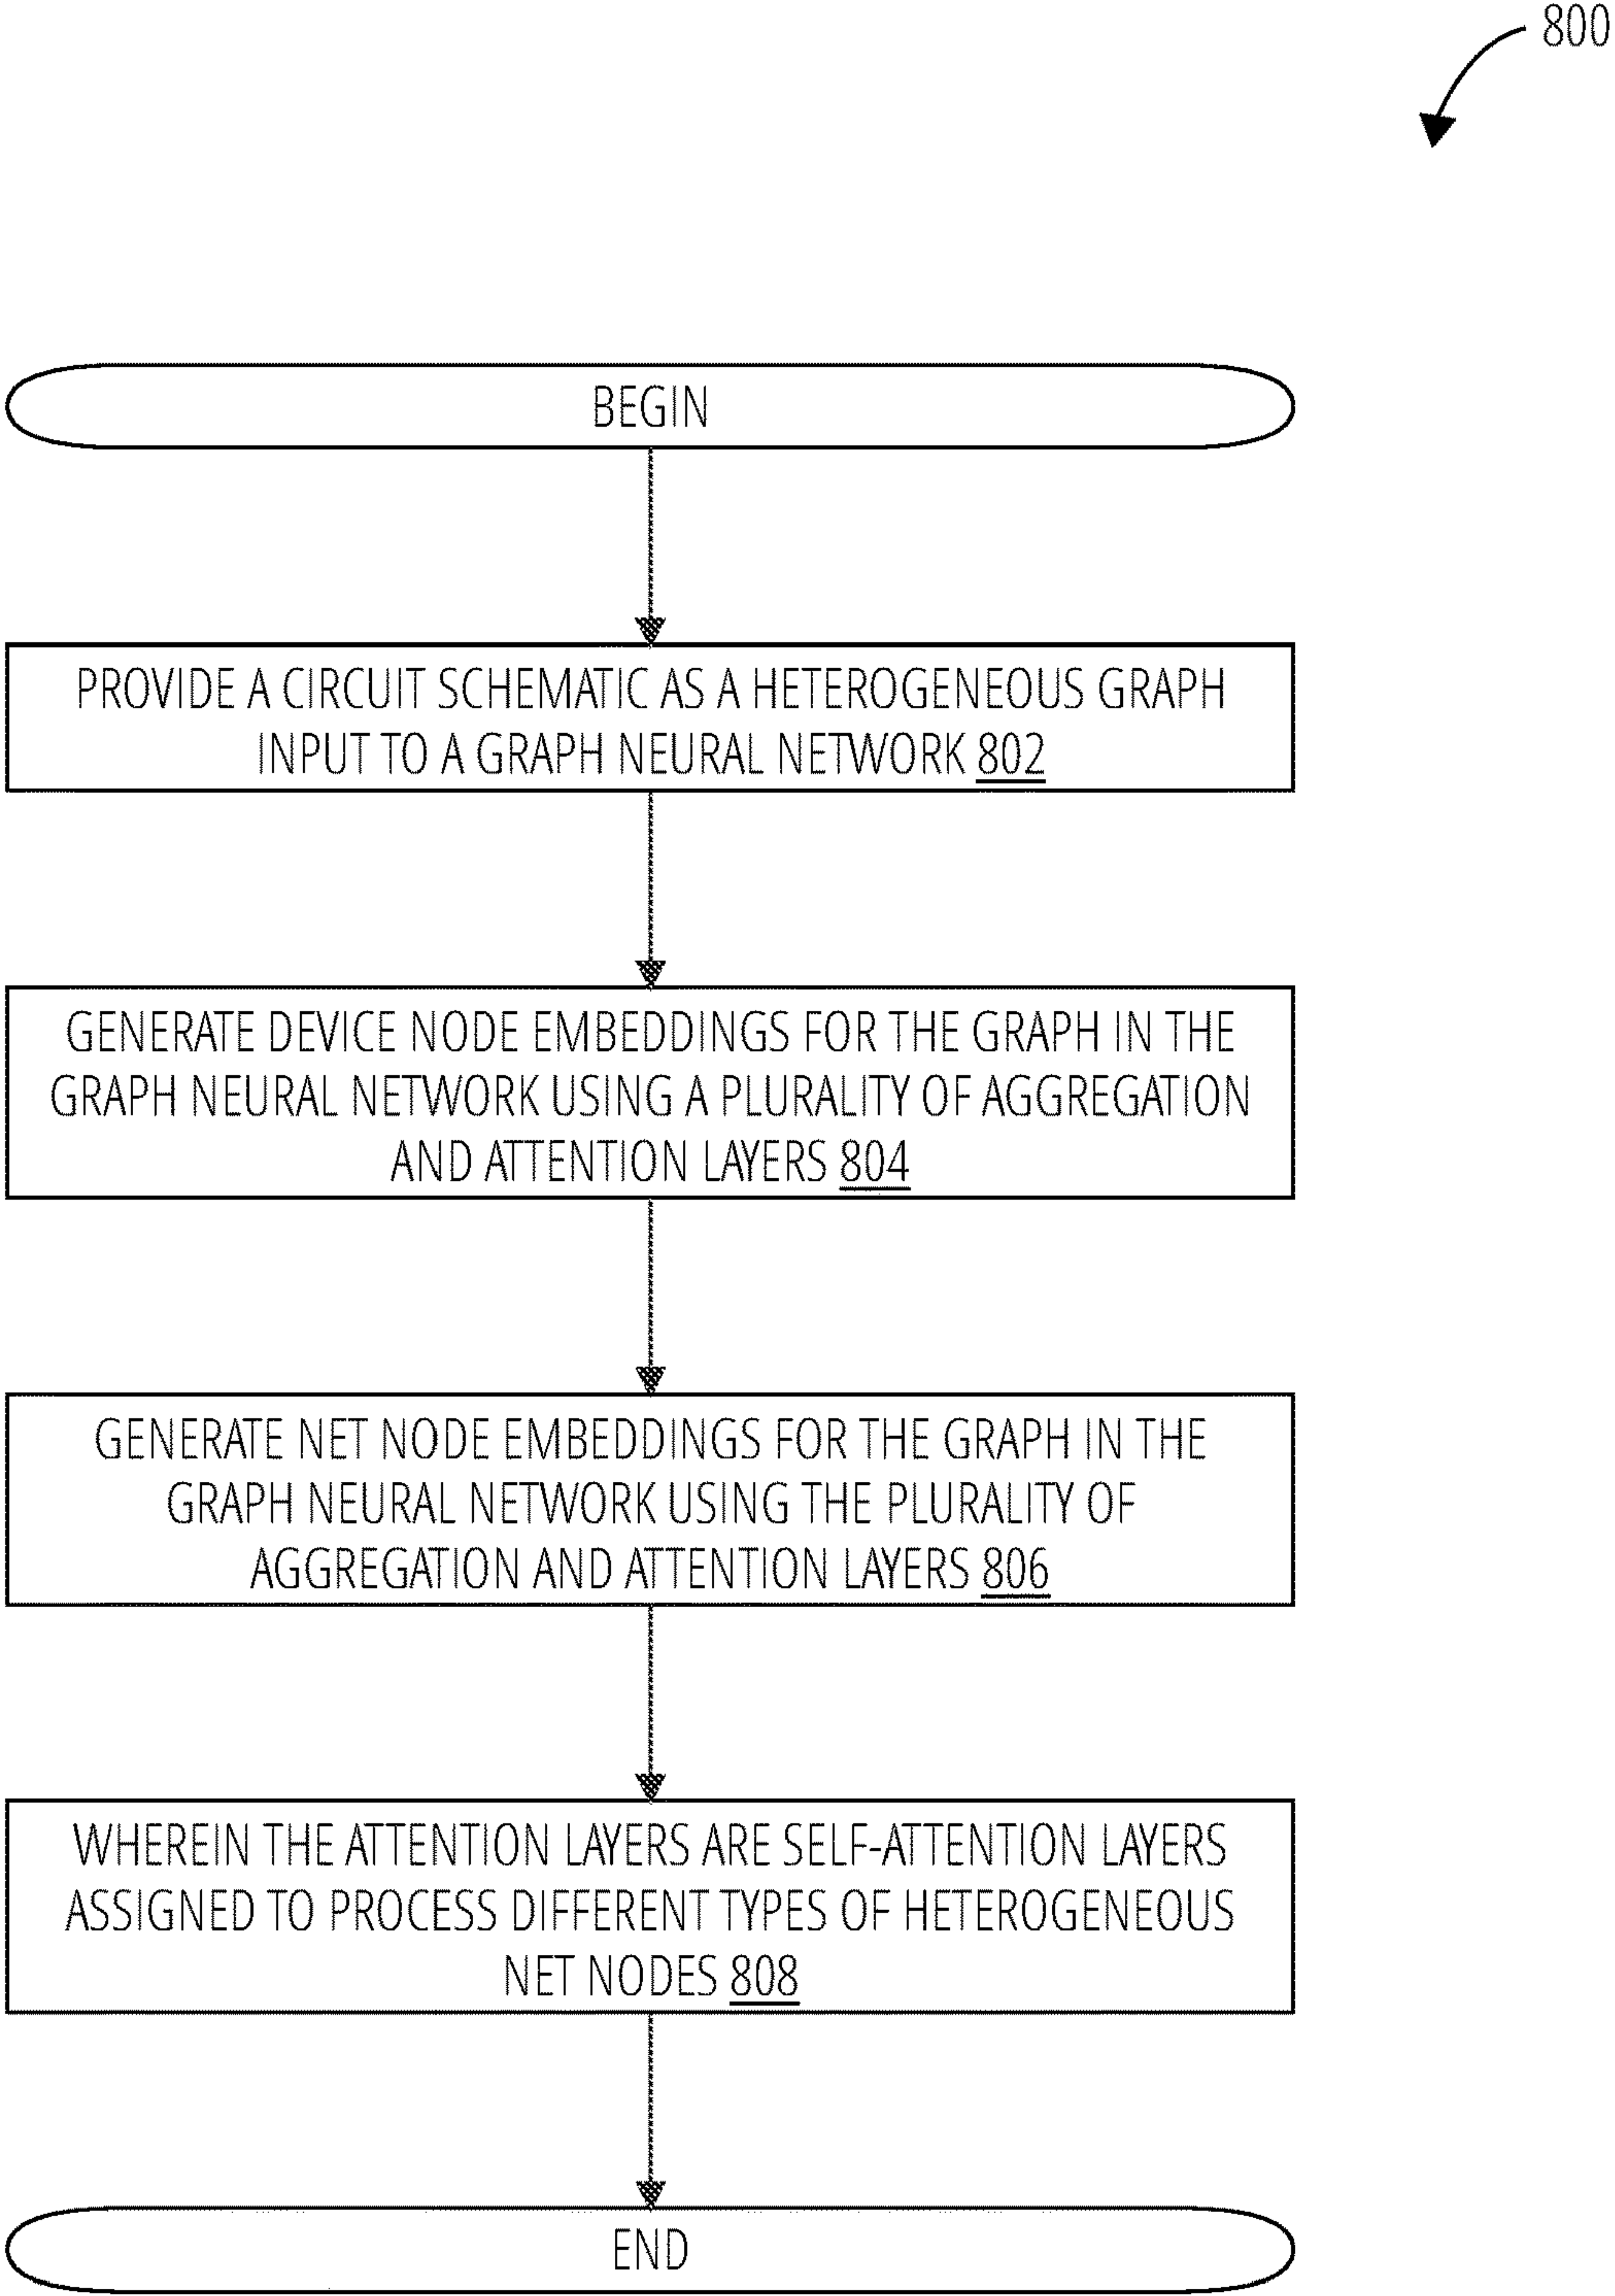 800
BEGIN
PROVIDE A CIRCUIT SCHEMATIC AS A HETEROGENEOUS GRAPH
INPUT TO A GRAPH NEURAL NETWORK 802
GENERATE DEVICE NODE EMBEDDINGS FOR THE GRAPH IN THE
GRAPH NEURAL NETWORK USING A PLURALITY OF AGGREGATION
AND ATTENTION LAYERS 804
GENERATE NET NODE EMBEDDINGS FOR THE GRAPH IN THE
GRAPH NEURAL NETWORK USING THE PLURALITY OF
AGGREGATION AND ATTENTION LAYERS 806
WHEREIN THE ATTENTION LAYERS ARE SELF-ATTENTION LAYERS
ASSIGNED TO PROCESS DIFFERENT TYPES OF HETEROGENEOUS
NET NODES 808
END